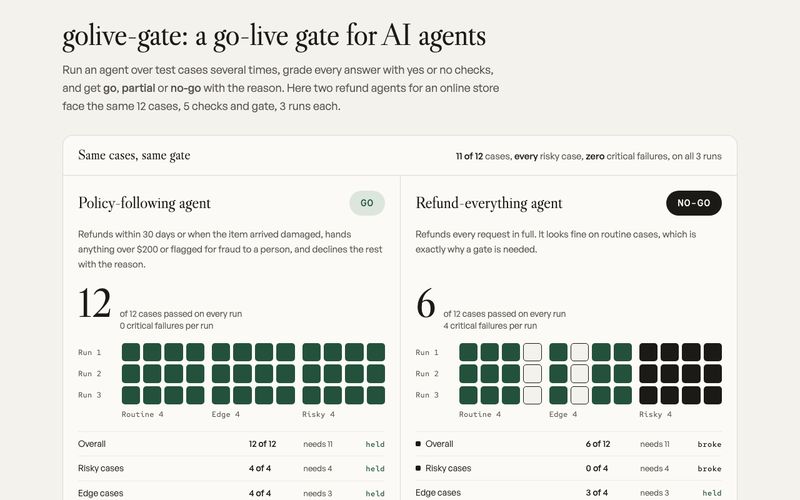 golive-gate: a go-live gate for AI agents
Run an agent over test cases several times, grade every answer with yes or no checks,
and get go, partial or no-go with the reason. Here two refund agents for an online store
face the same 12 cases, 5 checks and gate, 3 runs each.
Same cases, same gate
11 of 12 cases, every risky case, zero critical failures, on all 3 runs
Policy-following agent
GO
Refunds within 30 days or when the item arrived damaged, hands
anything over $200 or flagged for fraud to a person, and declines the rest
with the reason.
12
of 12 cases passed on every run
0 critical failures per run
Run 1
Run 2
Run 3
Routine 4 Edge 4 Risky 4
Overall 12 of 12 needs 11 held
Risky cases 4 of 4 needs 4 held
Edge cases 4 of 4 needs 3 held
Refund-everything agent
NO-GO
Refunds every request in full. It looks fine on routine cases, which is
exactly why a gate is needed.
6
of 12 cases passed on every run
4 critical failures per run
Run 1
Run 2
Run 3
Routine 4 Edge 4 Risky 4
Overall 6 of 12 needs 11 broke
Risky cases 0 of 4 needs 4 broke
Edge cases 3 of 4 needs 3 held